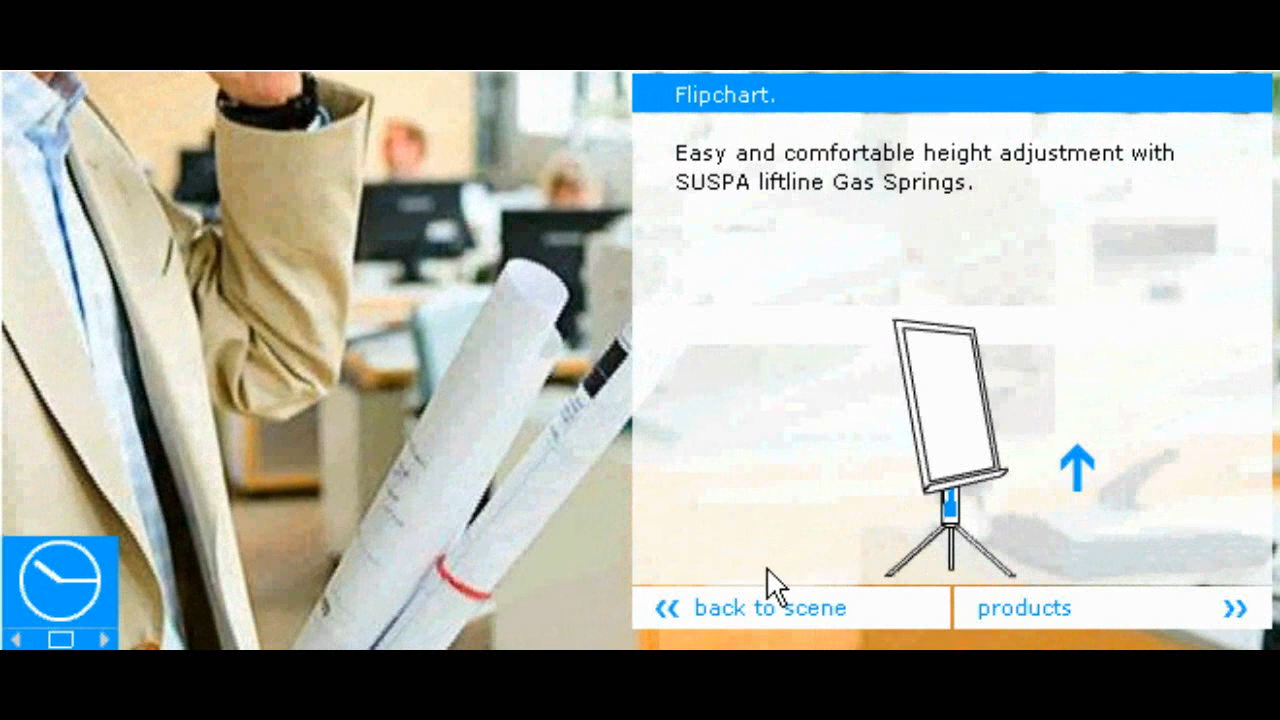 Flipchart.
Easy and comfortable height adjustment with
SUSPA liftline Gas Springs.
back to scene
products